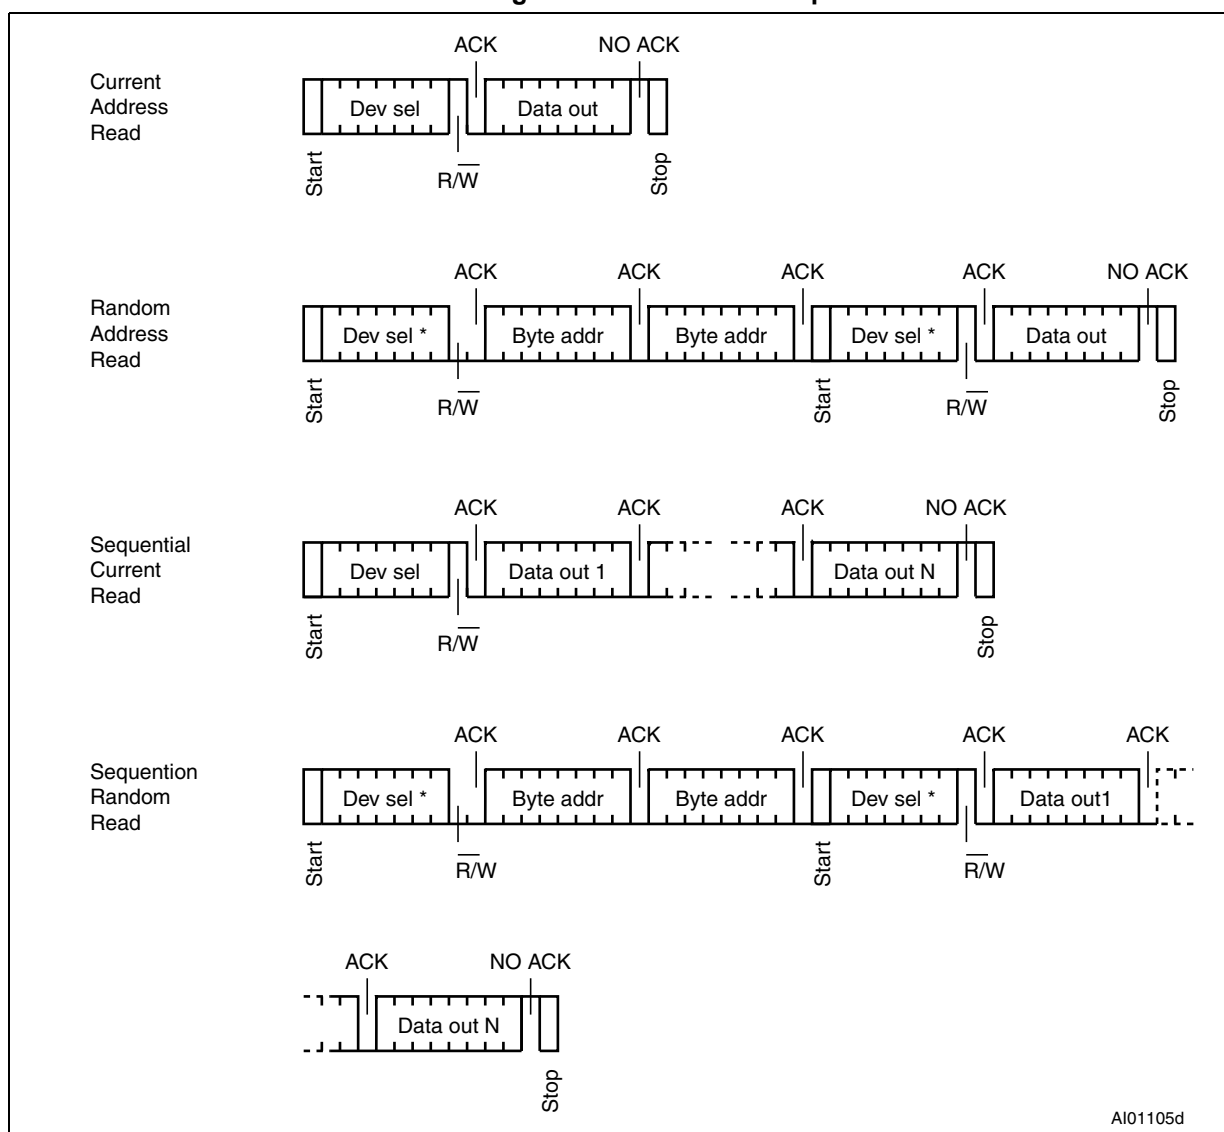 ACK NO ACK
Current
Address
Read
Dev sel Data out
Start R/W Stop
ACK ACK ACK ACK NO ACK
Random
Address
Read
Dev sel * Byte addr Byte addr Dev sel * Data out
Start R/W Start R/W Stop
ACK ACK ACK NO ACK
Sequential
Current
Read
Dev sel Data out 1 Data out N
Start R/W Stop
ACK ACK ACK ACK ACK
Sequention
Random
Read
Dev sel * Byte addr Byte addr Dev sel * Data out1
Start R/W Start R/W
ACK NO ACK
Data out N
Stop
AI01105d